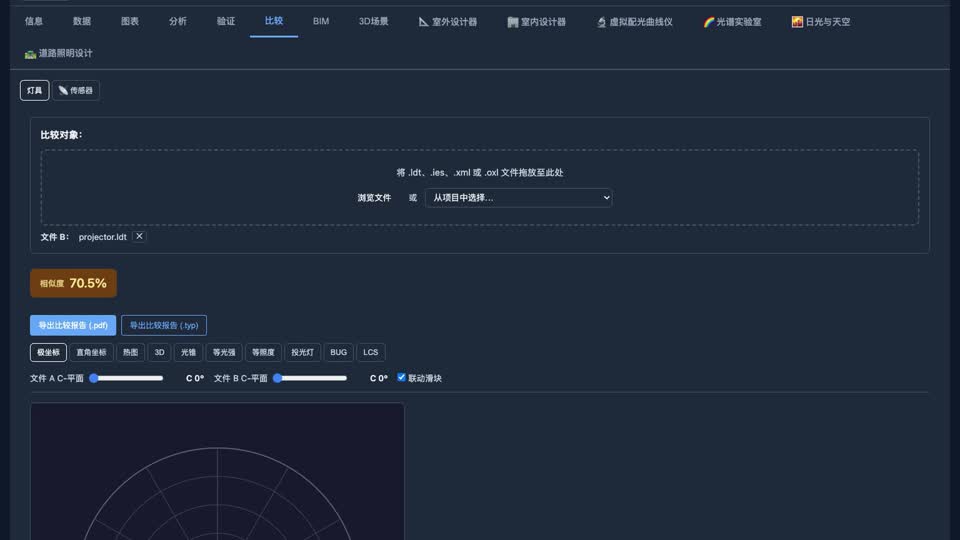 信息 数据 图表 分析 验证 比较 BIM 3D场景 室外设计器 室内设计器 虚拟配光曲线仪 光谱实验室 日光与天空
道路照明设计
灯具 传感器
比较对象:
将 .ldt、.ies、.xml 或 .oxl 文件拖放至此处
浏览文件 或 从项目中选择...
文件 B: projector.ldt ✕
相似度 70.5%
导出比较报告 (.pdf) 导出比较报告 (.typ)
极坐标 直角坐标 热图 3D 光锥 等光强 等照度 投光灯 BUG LCS
文件 A C-平面 C 0° 文件 B C-平面 C 0° 联动滑块